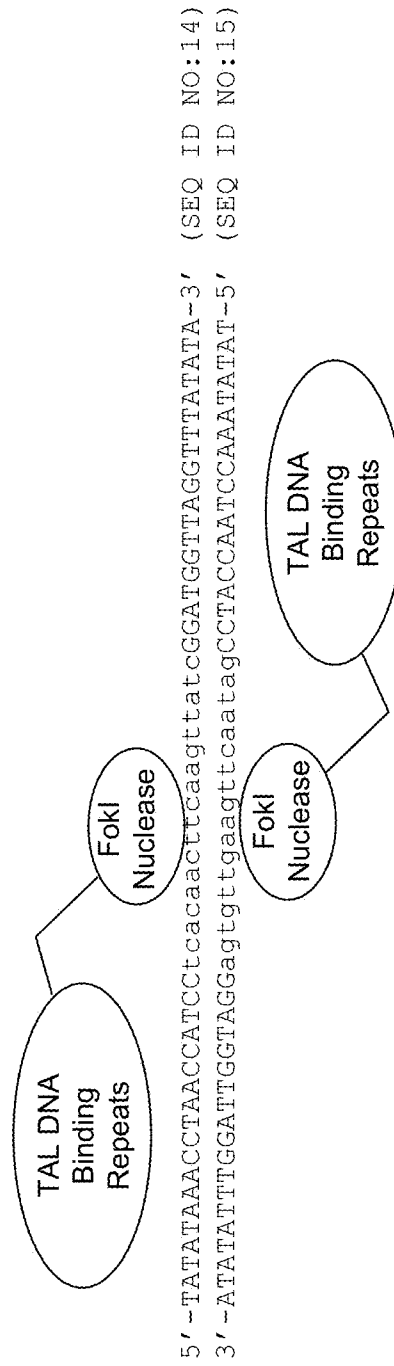 TAL DNA
Binding
Repeats
FokI
Nuclease
5'-TATATAAACCTAACCATCCtcacaacttcaagttatcGGATGGTTAGGTTTATATA-3' (SEQ ID NO:14)
3'-ATATATTTGGATTGGTAGGagtgttgaagttcaatagCCTACCAATCCAAATATAT-5' (SEQ ID NO:15)
FokI
Nuclease
TAL DNA
Binding
Repeats